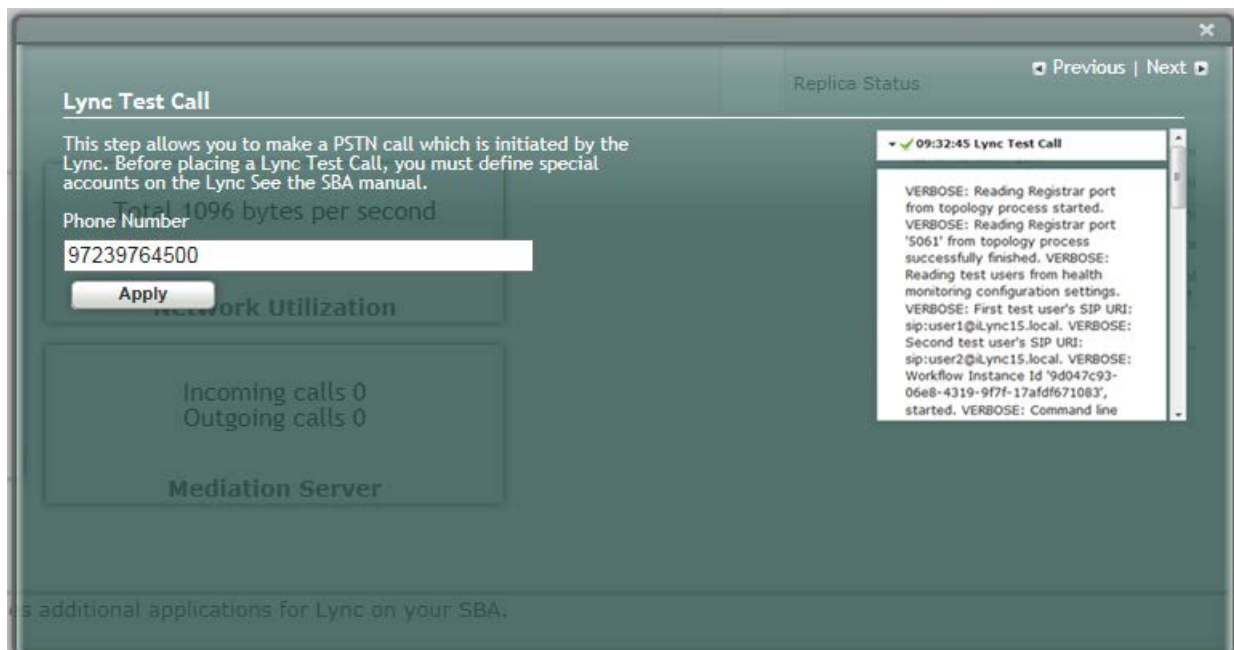 Previous | Next
Replica Status
Lync Test Call
This step allows you to make a PSTN call which is initiated by the
Lync. Before placing a Lync Test Call, you must define special
accounts on the Lync See the SBA manual.
Total 1096 bytes per second
Phone Number
97239764500
Apply
Network Utilization
Incoming calls 0
Outgoing calls 0
Mediation Server
additional applications for Lync on your SBA.
09:32:45 Lync Test Call
VERBOSE: Reading Registrar port
from topology process started.
VERBOSE: Reading Registrar port
'5061' from topology process
successfully finished. VERBOSE:
Reading test users from health
monitoring configuration settings.
VERBOSE: First test user's SIP URI:
sip:user1@iLync15.local. VERBOSE:
Second test user's SIP URI:
sip:user2@iLync15.local. VERBOSE:
Workflow Instance Id '9d047c93-
06e8-4319-9f7f-17afdf671083',
started. VERBOSE: Command line